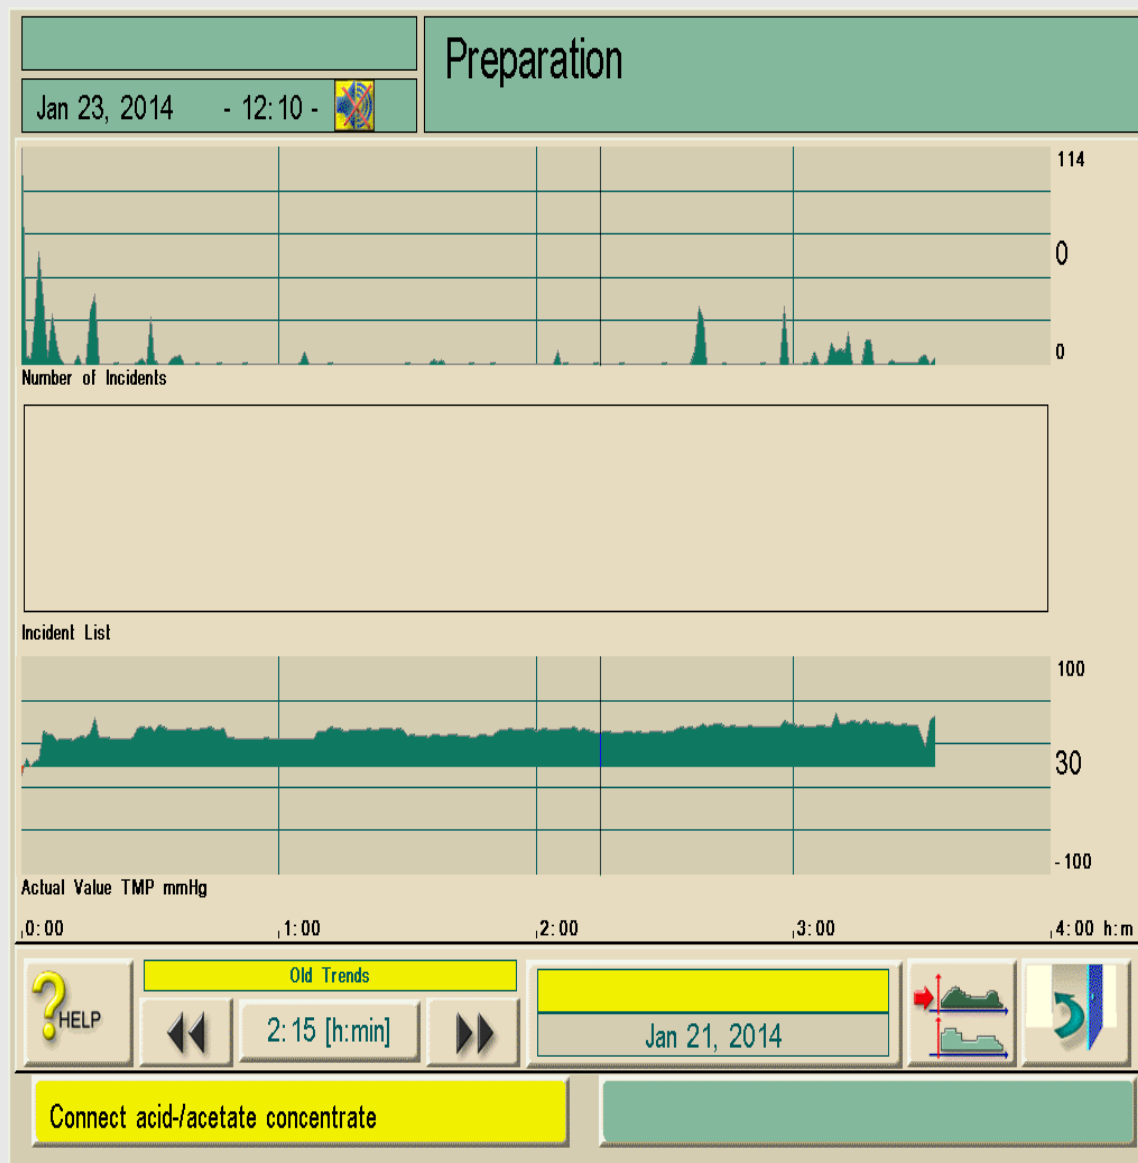 Preparation
Jan 23, 2014 - 12:10 -
114
0
0
Number of Incidents
Incident List
100
30
-100
Actual Value TMP mmHg
0:00 1:00 2:00 3:00 4:00 h:m
Old Trends
HELP
2:15 [h:min]
Jan 21, 2014
Connect acid-/acetate concentrate